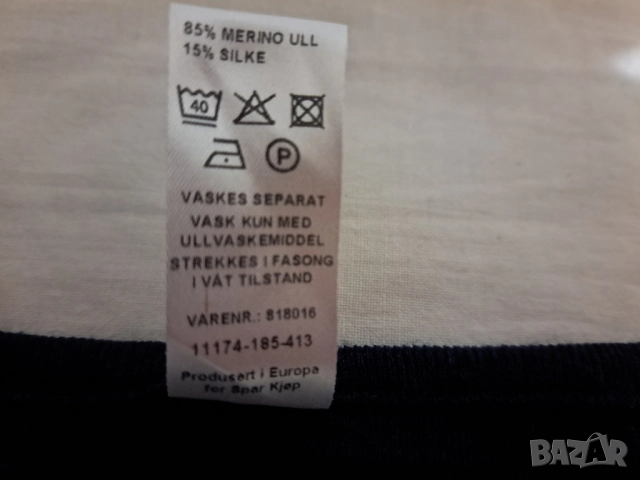 85% MERINO ULL
15% SILKE
40
P
VASKES SEPARAT
VASK KUN MED
ULLVASKEMIDDEL
STREKKES I FASONG
I VÅT TILSTAND
VARENR.: 818016
11174-185-413
Produsert i Europa
for Spar Kjøp
BAZAR